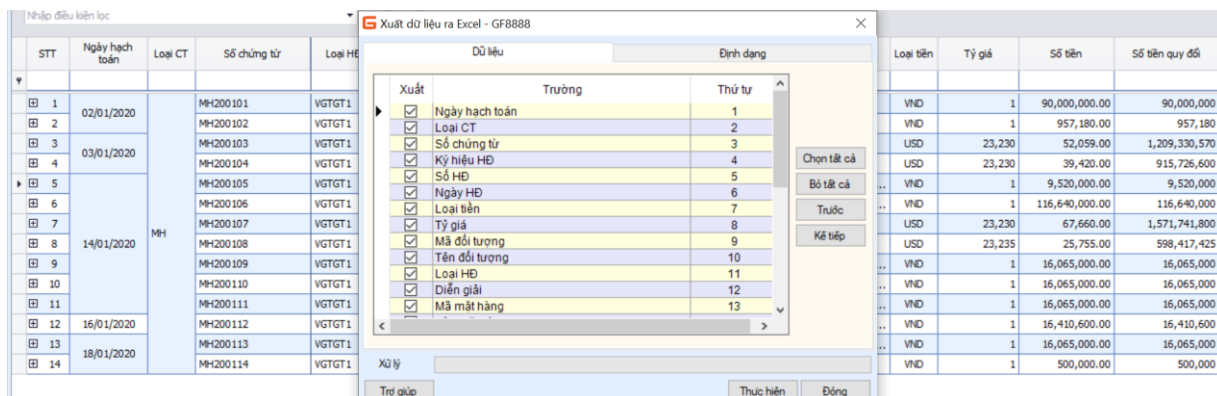 Nhập điều kiện lọc
Xuất dữ liệu ra Excel - GF8888
Dữ liệu Định dạng
STT Ngày hạch toán Loại CT Số chứng từ Loại HĐ Loại tiền Tỷ giá Số tiền Số tiền quy đổi
1 02/01/2020 MH MH200101 VGTGT1 VND 1 90,000,000.00 90,000,000
2 MH200102 VGTGT1 VND 1 957,180.00 957,180
3 03/01/2020 MH200103 VGTGT1 USD 23,230 52,059.00 1,209,330,570
4 MH200104 VGTGT1 USD 23,230 39,420.00 915,726,600
5 14/01/2020 MH200105 VGTGT1 VND 1 9,520,000.00 9,520,000
6 MH200106 VGTGT1 VND 1 116,640,000.00 116,640,000
7 MH200107 VGTGT1 USD 23,230 67,660.00 1,571,741,800
8 MH200108 VGTGT1 USD 23,235 25,755.00 598,417,425
9 MH200109 VGTGT1 VND 1 16,065,000.00 16,065,000
10 MH200110 VGTGT1 VND 1 16,065,000.00 16,065,000
11 MH200111 VGTGT1 VND 1 16,065,000.00 16,065,000
12 16/01/2020 MH200112 VGTGT1 VND 1 16,410,600.00 16,410,600
13 18/01/2020 MH200113 VGTGT1 VND 1 16,065,000.00 16,065,000
14 MH200114 VGTGT1 VND 1 500,000.00 500,000
Xuất Trường Thứ tự
Ngày hạch toán 1
Loại CT 2
Số chứng từ 3
Ký hiệu HĐ 4
Số HĐ 5
Ngày HĐ 6
Loại tiền 7
Tỷ giá 8
Mã đối tượng 9
Tên đối tượng 10
Loại HĐ 11
Diễn giải 12
Mã mặt hàng 13
Chọn tất cả
Bỏ tất cả
Trước
Kế tiếp
Xử lý
Trợ giúp Thực hiện Đóng